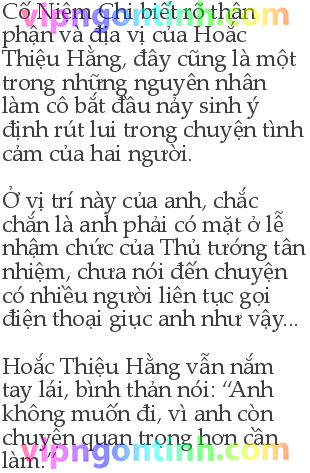 vipngontinh.com
Cố Niệm Chi biết rõ thân
phận và địa vị của Hoắc
Thiệu Hằng, đây cũng là một
trong những nguyên nhân
làm cô bắt đầu nảy sinh ý
định rút lui trong chuyện tình
cảm của hai người.
Ở vị trí này của anh, chắc
chắn là anh phải có mặt ở lễ
nhậm chức của Thủ tướng tân
nhiệm, chưa nói đến chuyện
có nhiều người liên tục gọi
điện thoại giục anh như vậy...
Hoắc Thiệu Hằng vẫn nắm
tay lái, bình thản nói: “Anh
không muốn đi, vì anh còn
chuyện quan trọng hơn cần
làm.”
vipngontinh.com